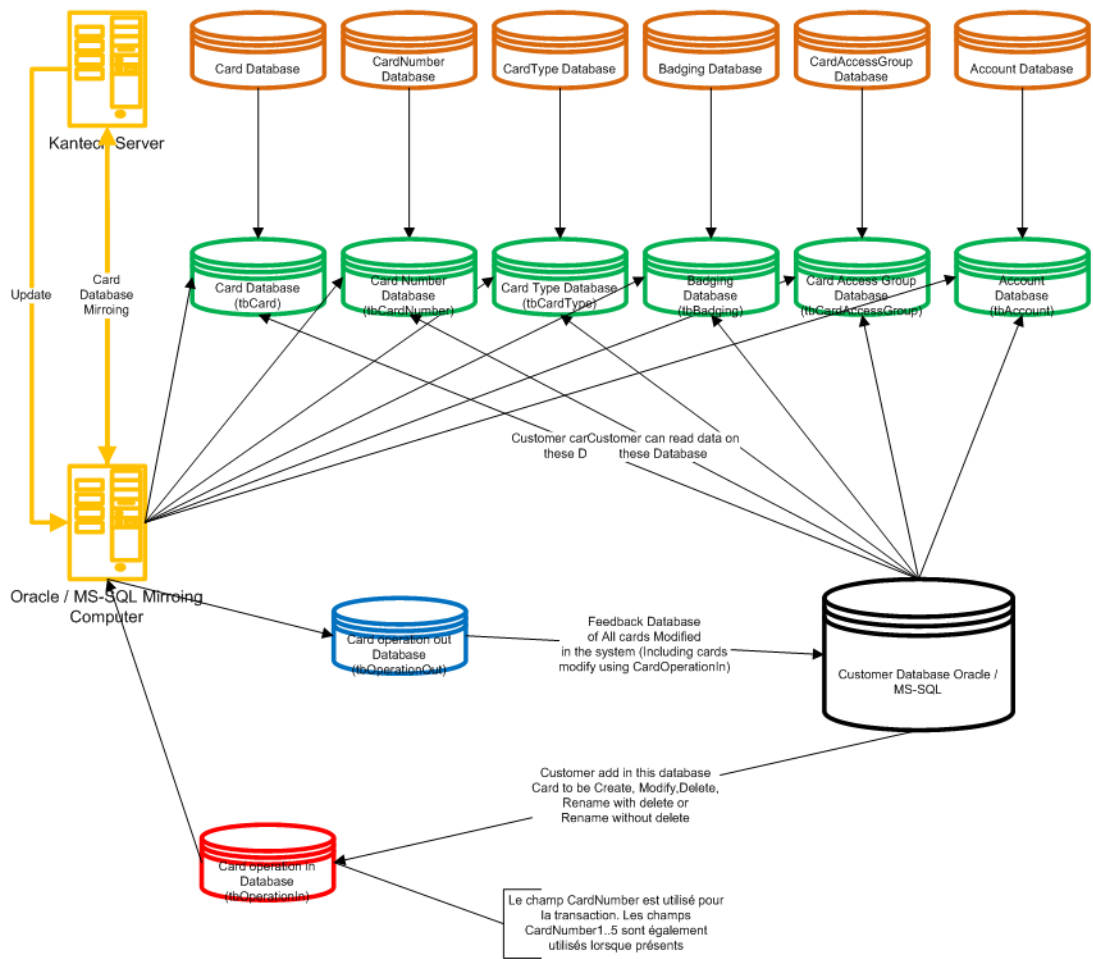 Card Database
CardNumber
Database
CardType Database
Badging Database
CardAccessGroup
Database
Account Database
Kantech Server
Update
Card
Database
Mirroing
Card Database
(tbCard)
Card Number
Database
(tbCardNumber)
Card Type Database
(tbCardType)
Badging
Database
(tbBadging)
Card Access Group
Database
(tbCardAccessGroup)
Account
Database
(tbAccount)
Customer car
these D
Customer can read data on
these Database
Oracle / MS-SQL Mirroing
Computer
Card operation out
Database
(tbOperationOut)
Feedback Database
of All cards Modified
in the system (Including cards
modify using CardOperationIn)
Customer Database Oracle /
MS-SQL
Customer add in this database
Card to be Create, Modify,Delete,
Rename with delete or
Rename without delete
Card operation in
Database
(tbOperationIn)
Le champ CardNumber est utilisé pour
la transaction. Les champs
CardNumber1..5 sont également
utilisés lorsque présents